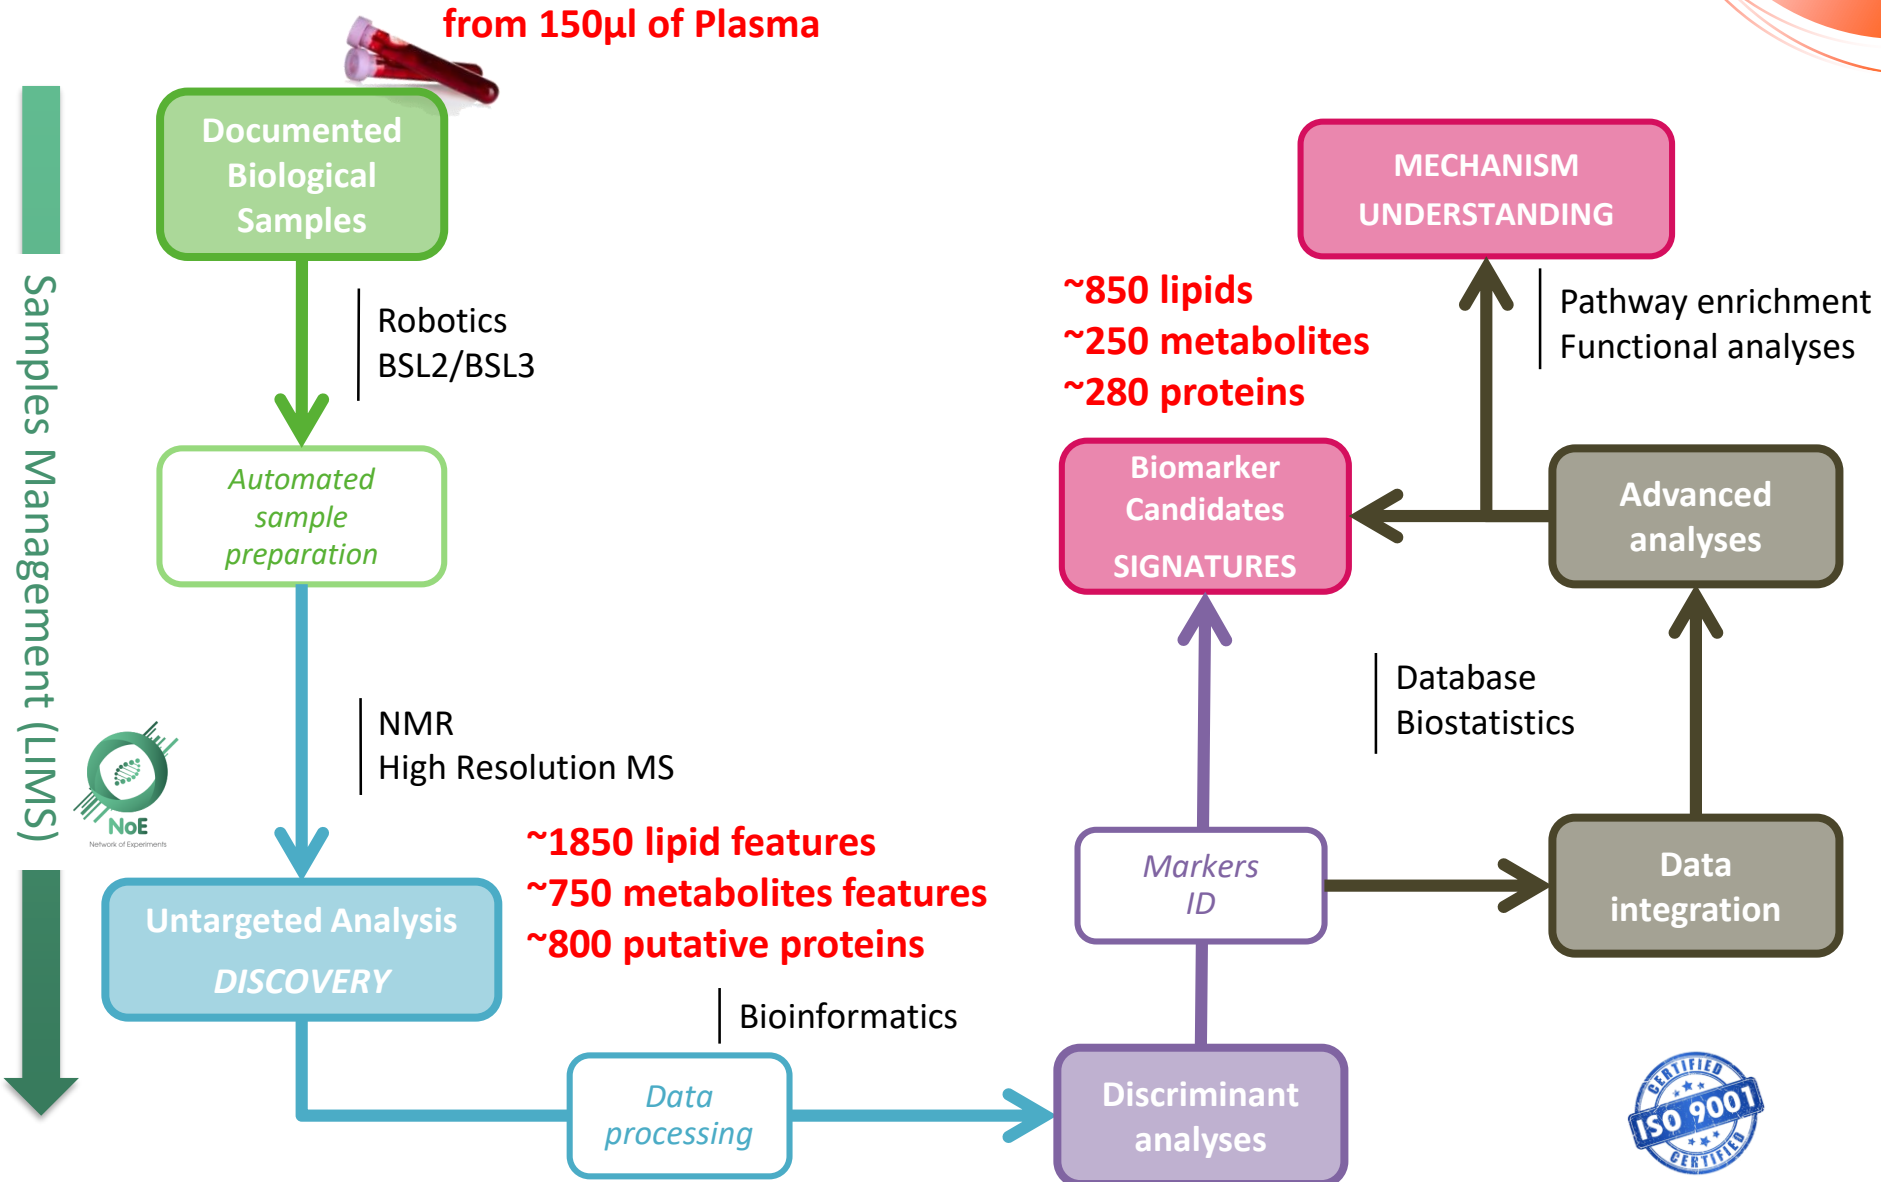 from 150µl of Plasma
Documented
Biological
Samples
Samples Management (LIMS)
Robotics
BSL2/BSL3
Automated
sample
preparation
NMR
High Resolution MS
NoE
Network of Experiments
~1850 lipid features
~750 metabolites features
~800 putative proteins
Untargeted Analysis
DISCOVERY
Bioinformatics
Data
processing
Discriminant
analyses
Markers
ID
Data
integration
Database
Biostatistics
Advanced
analyses
Biomarker
Candidates
SIGNATURES
~850 lipids
~250 metabolites
~280 proteins
Pathway enrichment
Functional analyses
MECHANISM
UNDERSTANDING
CERTIFIED
ISO 9001
CERTIFIED